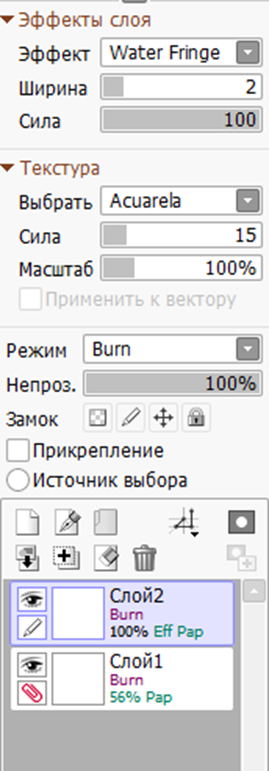 Эффекты слоя
Эффект Water Fringe
Ширина 2
Сила 100
Текстура
Выбрать Acuarela
Сила 15
Масштаб 100%
Применить к вектору
Режим Burn
Непроз. 100%
Замок
Прикрепление
Источник выбора
Слой2
Burn
100% Eff Pap
Слой1
Burn
56% Pap